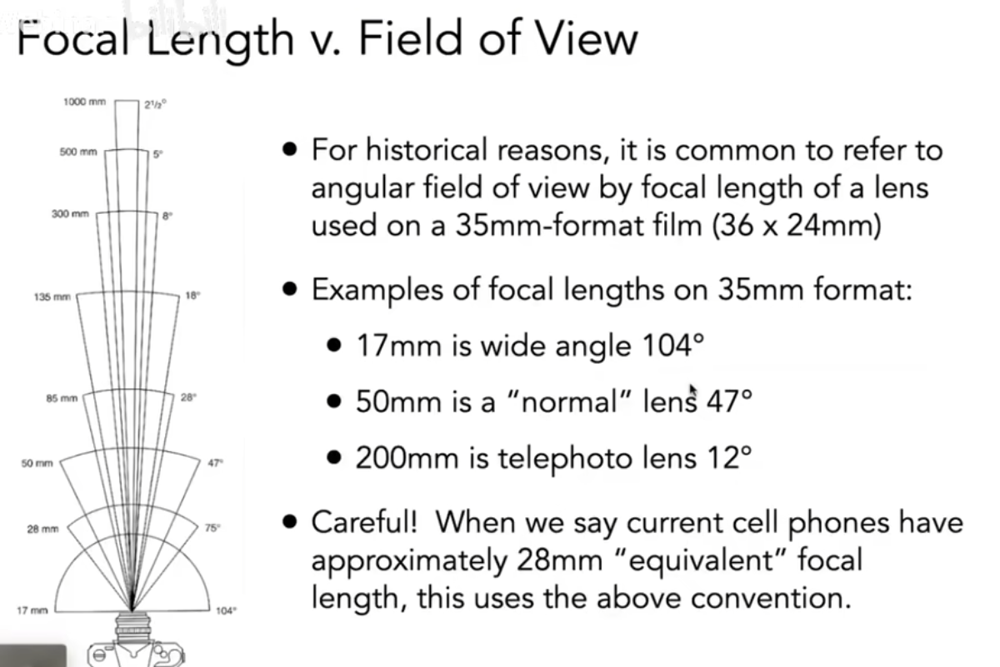 Focal Length v. Field of View
1000 mm
2½°
500 mm
5°
300 mm
8°
135 mm
18°
85 mm
28°
50 mm
47°
28 mm
75°
17 mm
104°
• For historical reasons, it is common to refer to
angular field of view by focal length of a lens
used on a 35mm-format film (36 x 24mm)
• Examples of focal lengths on 35mm format:
• 17mm is wide angle 104°
• 50mm is a “normal” lens 47°
• 200mm is telephoto lens 12°
• Careful! When we say current cell phones have
approximately 28mm “equivalent” focal
length, this uses the above convention.